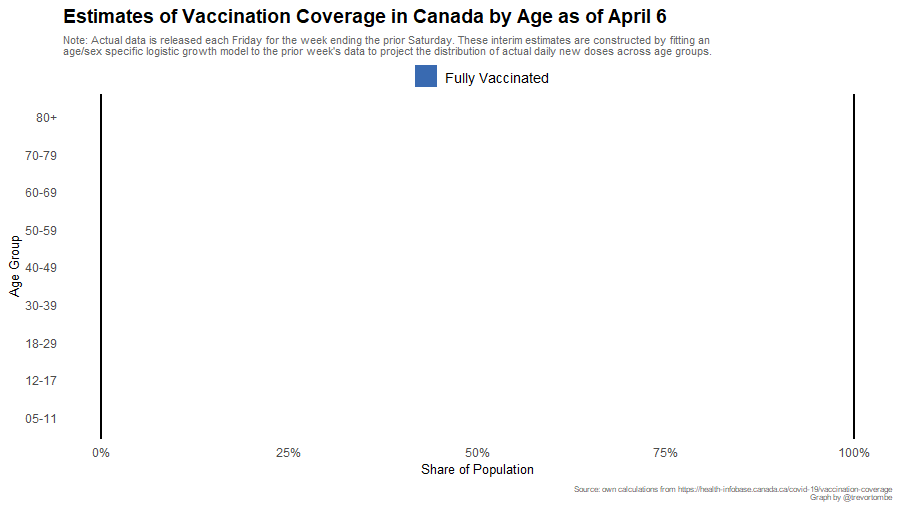 Estimates of Vaccination Coverage in Canada by Age as of April 6
Note: Actual data is released each Friday for the week ending the prior Saturday. These interim estimates are constructed by fitting an
age/sex specific logistic growth model to the prior week's data to project the distribution of actual daily new doses across age groups.
Fully Vaccinated
80+
70-79
60-69
50-59
40-49
30-39
18-29
12-17
05-11
Age Group
0% 25% 50% 75% 100%
Share of Population
Source: own calculations from https://health-infobase.canada.ca/covid-19/vaccination-coverage
Graph by @trevortombe